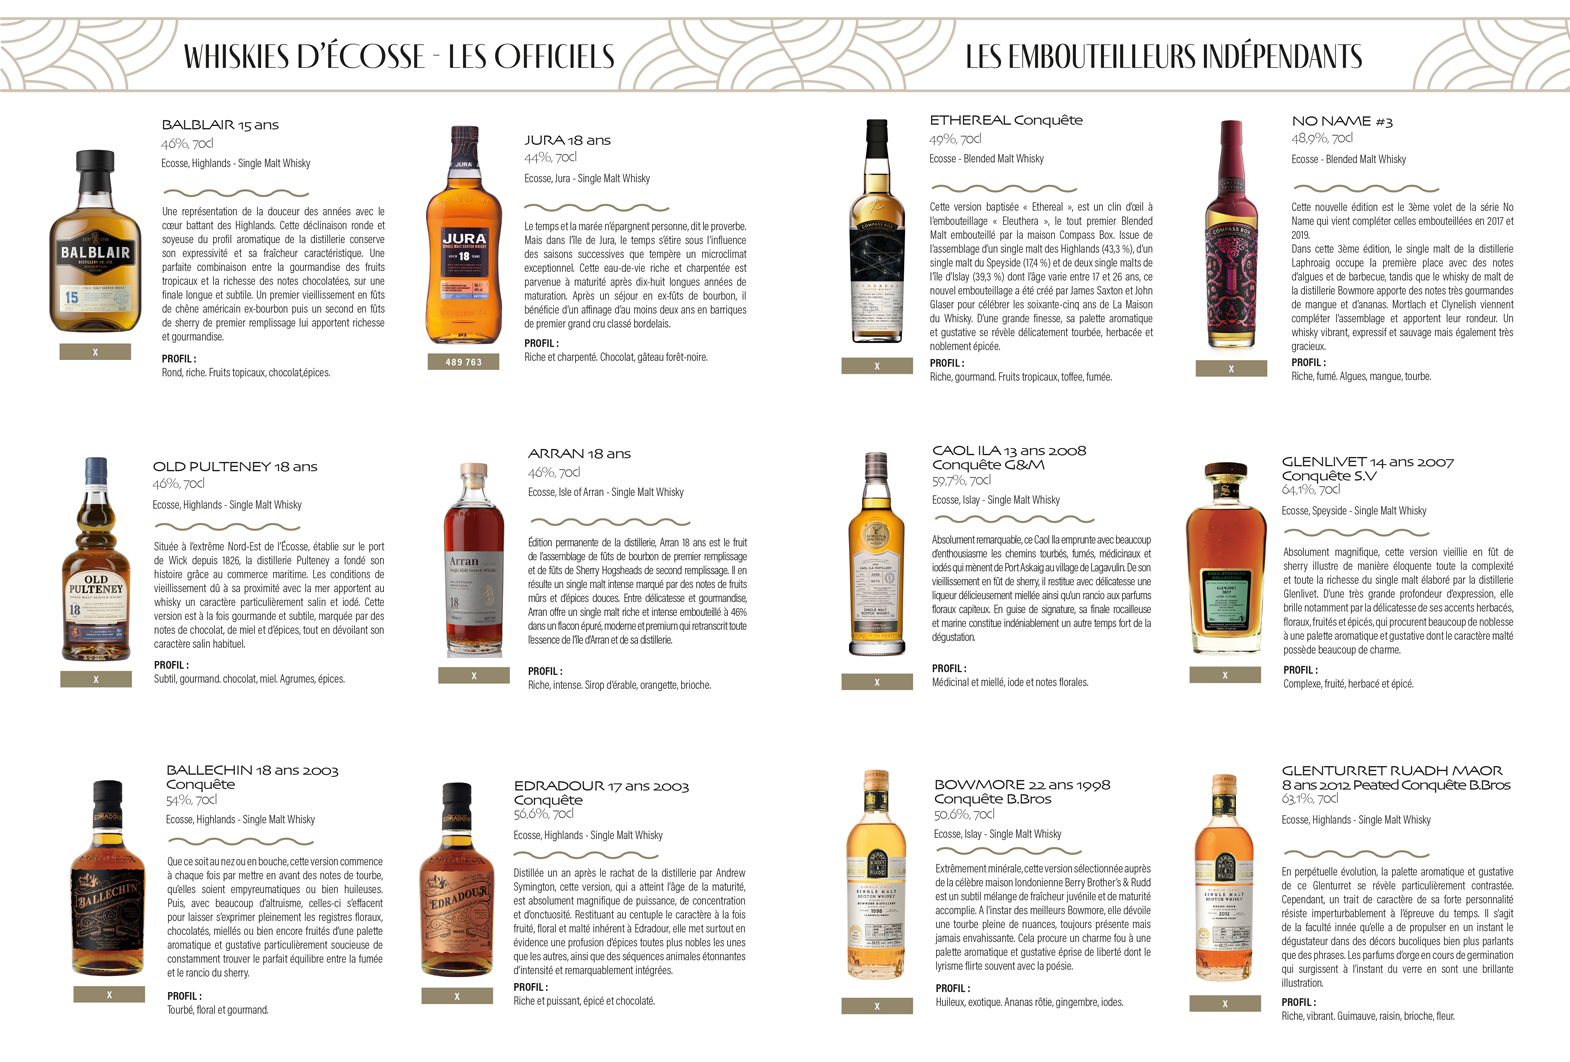 WHISKIES D'ÉCOSSE - LES OFFICIELS
BALBLAIR 15 ans
46%, 70cl
Ecosse, Highlands - Single Malt Whisky
Une représentation de la douceur des années avec le
cœur battant des Highlands. Cette déclinaison ronde et
soyeuse du profil aromatique de la distillerie conserve
son expressivité et sa fraîcheur caractéristique. Une
parfaite combinaison entre la gourmandise des fruits
tropicaux et la richesse des notes chocolatées, sur une
finale longue et subtile. Un premier vieillissement en fûts
de chêne américain ex-bourbon puis un second en fûts
de sherry de premier remplissage lui apportent richesse
et gourmandise.
PROFIL :
Rond, riche. Fruits topicaux, chocolat,épices.
BALBLAIR
15
X
JURA 18 ans
44%, 70cl
Ecosse, Jura - Single Malt Whisky
Le temps et la marée n'épargnent personne, dit le proverbe.
Mais dans l'île de Jura, le temps s'étire sous l'influence
des saisons successives que tempère un microclimat
exceptionnel. Cette eau-de-vie riche et charpentée est
parvenue à maturité après dix-huit longues années de
maturation. Après un séjour en ex-fûts de bourbon, il
bénéficie d'un affinage d'au moins deux ans en barriques
de premier grand cru classé bordelais.
PROFIL :
Riche et charpenté. Chocolat, gâteau forêt-noire.
JURA
JURA
18
489 763
OLD PULTENEY 18 ans
46%, 70cl
Ecosse, Highlands - Single Malt Whisky
Située à l'extrême Nord-Est de l'Écosse, établie sur le port
de Wick depuis 1826, la distillerie Pulteney a fondé son
histoire grâce au commerce maritime. Les conditions de
vieillissement dû à sa proximité avec la mer apportent au
whisky un caractère particulièrement salin et iodé. Cette
version est à la fois gourmande et subtile, marquée par des
notes de chocolat, de miel et d'épices, tout en dévoilant son
caractère salin habituel.
PROFIL :
Subtil, gourmand. chocolat, miel. Agrumes, épices.
OLD
PULTENEY
18
X
ARRAN 18 ans
46%, 70cl
Ecosse, Isle of Arran - Single Malt Whisky
Édition permanente de la distillerie, Arran 18 ans est le fruit
de l'assemblage de fûts de bourbon de premier remplissage
et de fûts de Sherry Hogsheads de second remplissage. Il en
résulte un single malt intense marqué par des notes de fruits
mûrs et d'épices douces. Entre délicatesse et gourmandise,
Arran offre un single malt riche et intense embouteillé à 46%
dans un flacon épuré, moderne et premium qui retranscrit toute
l'essence de l'île d'Arran et de sa distillerie.
PROFIL :
Riche, intense. Sirop d'érable, orangette, brioche.
Arran
18
X
BALLECHIN 18 ans 2003
Conquête
54%, 70cl
Ecosse, Highlands - Single Malt Whisky
Que ce soit au nez ou en bouche, cette version commence
à chaque fois par mettre en avant des notes de tourbe,
qu'elles soient empyreumatiques ou bien huileuses.
Puis, avec beaucoup d'altruisme, celles-ci s'effacent
pour laisser s'exprimer pleinement les registres floraux,
chocolatés, miellés ou bien encore fruités d'une palette
aromatique et gustative particulièrement soucieuse de
constamment trouver le parfait équilibre entre la fumée
et le rancio du sherry.
PROFIL :
Tourbé, floral et gourmand.
EDRADOUR
BALLECHIN
X
EDRADOUR 17 ans 2003
Conquête
56,6%, 70cl
Ecosse, Highlands - Single Malt Whisky
Distillée un an après le rachat de la distillerie par Andrew
Symington, cette version, qui a atteint l'âge de la maturité,
est absolument magnifique de puissance, de concentration
et d'onctuosité. Restituant au centuple le caractère à la fois
fruité, floral et malté inhérent à Edradour, elle met surtout en
évidence une profusion d'épices toutes plus nobles les unes
que les autres, ainsi que des séquences animales étonnantes
d'intensité et remarquablement intégrées.
PROFIL :
Riche et puissant, épicé et chocolaté.
EDRADOUR
EDRADOUR
X
LES EMBOUTEILLEURS INDÉPENDANTS
ETHEREAL Conquête
49%, 70cl
Ecosse - Blended Malt Whisky
Cette version baptisée « Ethereal », est un clin d'œil à
l'embouteillage « Eleuthera », le tout premier Blended
Malt embouteillé par la maison Compass Box. Issue de
l'assemblage d'un single malt des Highlands (43,3 %), d'un
single malt du Speyside (17,4 %) et de deux single malts de
l'île d'Islay (39,3 %) dont l'âge varie entre 17 et 26 ans, ce
nouvel embouteillage a été créé par James Saxton et John
Glaser pour célébrer les soixante-cinq ans de La Maison
du Whisky. D'une grande finesse, sa palette aromatique
et gustative se révèle délicatement tourbée, herbacée et
noblement épicée.
PROFIL :
Riche, gourmand. Fruits tropicaux, toffee, fumée.
COMPASS BOX
X
NO NAME #3
48,9%, 70cl
Ecosse - Blended Malt Whisky
Cette nouvelle édition est le 3ème volet de la série No
Name qui vient compléter celles embouteillées en 2017 et
2019.
Dans cette 3ème édition, le single malt de la distillerie
Laphroaig occupe la première place avec des notes
d'algues et de barbecue, tandis que le whisky de malt de
la distillerie Bowmore apporte des notes très gourmandes
de mangue et d'ananas. Mortlach et Clynelish viennent
compléter l'assemblage et apportent leur rondeur. Un
whisky vibrant, expressif et sauvage mais également très
gracieux.
PROFIL :
Riche, fumé. Algues, mangue, tourbe.
COMPASS BOX
X
CAOL ILA 13 ans 2008
Conquête G&M
59,7%, 70cl
Ecosse, Islay - Single Malt Whisky
Absolument remarquable, ce Caol Ila emprunte avec beaucoup
d'enthousiasme les chemins tourbés, fumés, médicinaux et
iodés qui mènent de Port Askaig au village de Lagavulin. De son
vieillissement en fût de sherry, il restitue avec délicatesse une
liqueur délicieusement miellée ainsi qu'un rancio aux parfums
floraux capiteux. En guise de signature, sa finale rocailleuse
et marine constitue indéniablement un autre temps fort de la
dégustation.
PROFIL :
Médicinal et miellé, iode et notes florales.
X
GLENLIVET 14 ans 2007
Conquête S.V
64,1%, 70cl
Ecosse, Speyside - Single Malt Whisky
Absolument magnifique, cette version vieillie en fût de
sherry illustre de manière éloquente toute la complexité
et toute la richesse du single malt élaboré par la distillerie
Glenlivet. D'une très grande profondeur d'expression, elle
brille notamment par la délicatesse de ses accents herbacés,
floraux, fruités et épicés, qui procurent beaucoup de noblesse
à une palette aromatique et gustative dont le caractère malté
possède beaucoup de charme.
PROFIL :
Complexe, fruité, herbacé et épicé.
X
BOWMORE 22 ans 1998
Conquête B.Bros
50,6%, 70cl
Ecosse, Islay - Single Malt Whisky
Extrêmement minérale, cette version sélectionnée auprès
de la célèbre maison londonienne Berry Brother's & Rudd
est un subtil mélange de fraîcheur juvénile et de maturité
accomplie. A l'instar des meilleurs Bowmore, elle dévoile
une tourbe pleine de nuances, toujours présente mais
jamais envahissante. Cela procure un charme fou à une
palette aromatique et gustative éprise de liberté dont le
lyrisme flirte souvent avec la poésie.
PROFIL :
Huileux, exotique. Ananas rôtie, gingembre, iodes.
1998
X
GLENTURRET RUADH MAOR
8 ans 2012 Peated Conquête B.Bros
63,1%, 70cl
Ecosse, Highlands - Single Malt Whisky
En perpétuelle évolution, la palette aromatique et gustative
de ce Glenturret se révèle particulièrement contrastée.
Cependant, un trait de caractère de sa forte personnalité
résiste imperturbablement à l'épreuve du temps. Il s'agit
de la faculté innée qu'elle a de propulser en un instant le
dégustateur dans des décors bucoliques bien plus parlants
que des phrases. Les parfums d'orge en cours de germination
qui surgissent à l'instant du verre en sont une brillante
illustration.
PROFIL :
Riche, vibrant. Guimauve, raisin, brioche, fleur.
2012
X